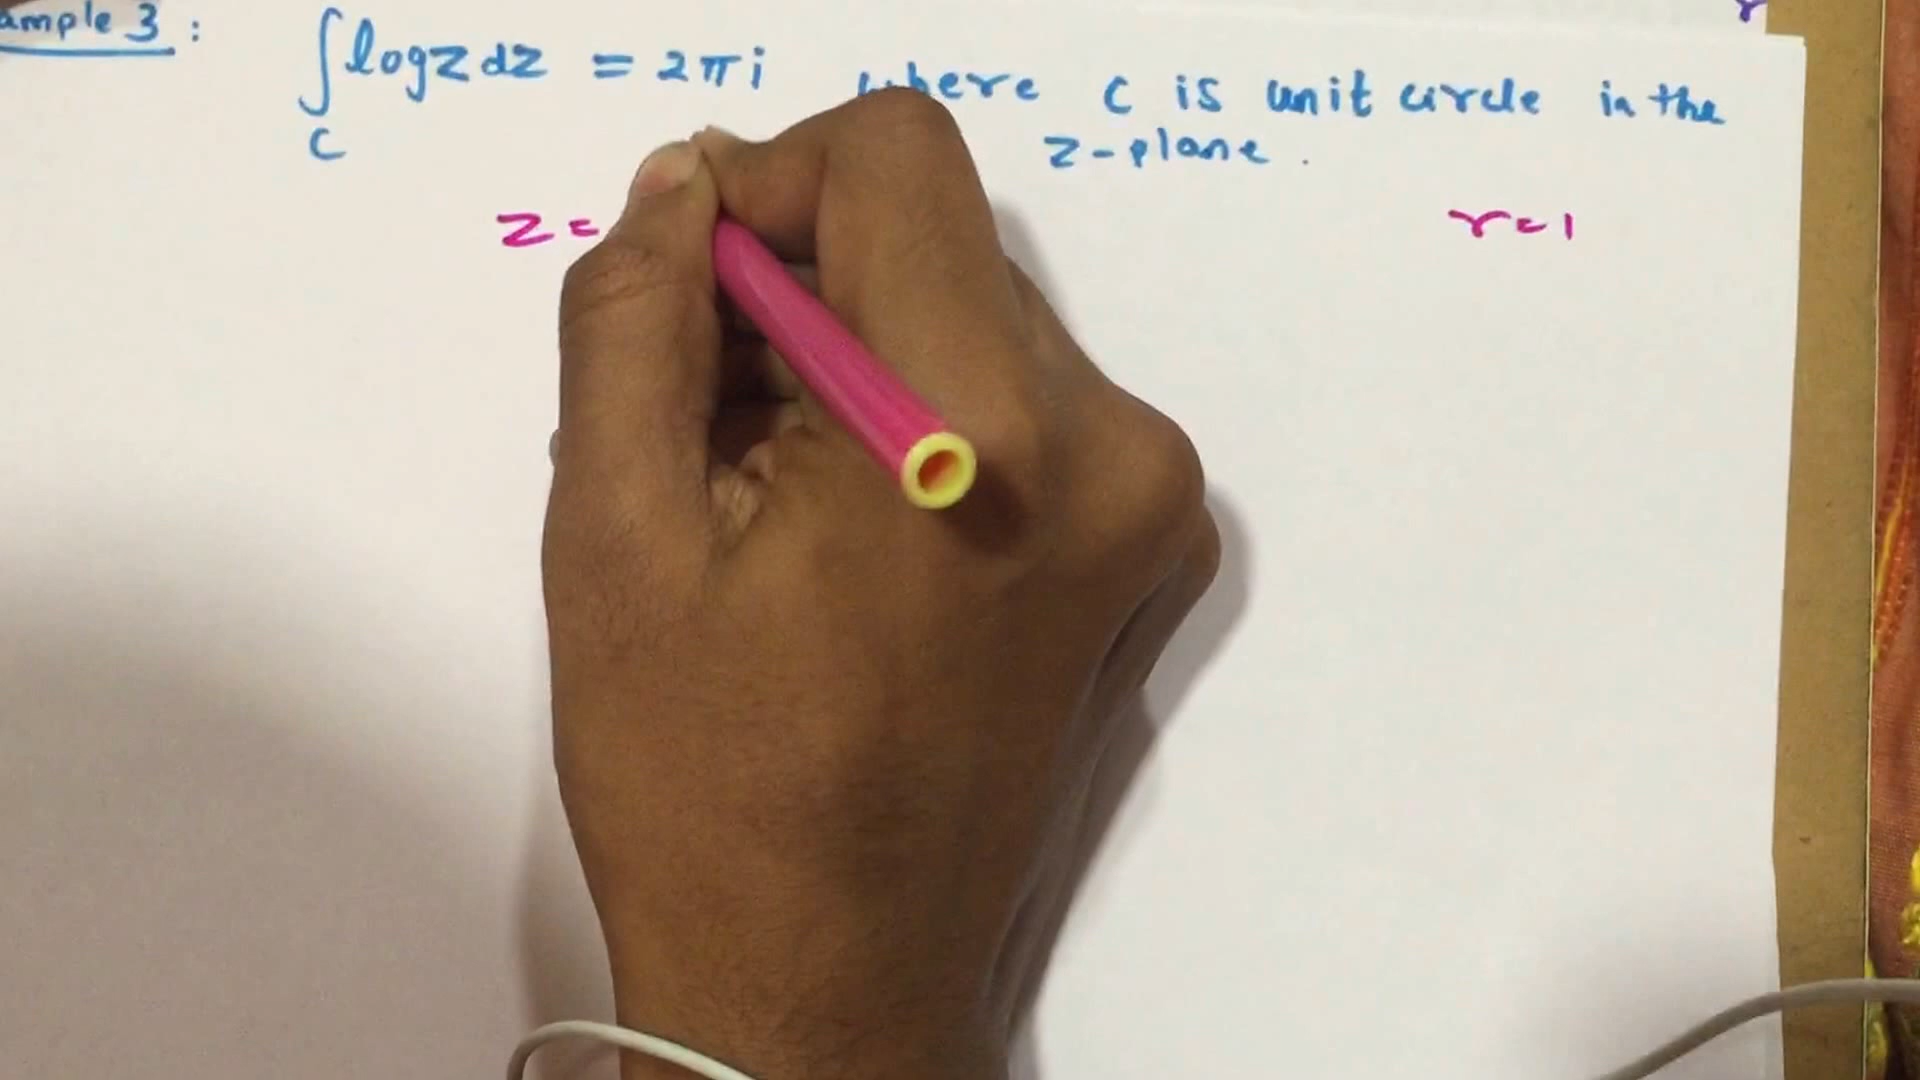 ample 3 :
∫ log z dz = 2πi where C is unit circle in the
C
z-plane .
z = r = 1